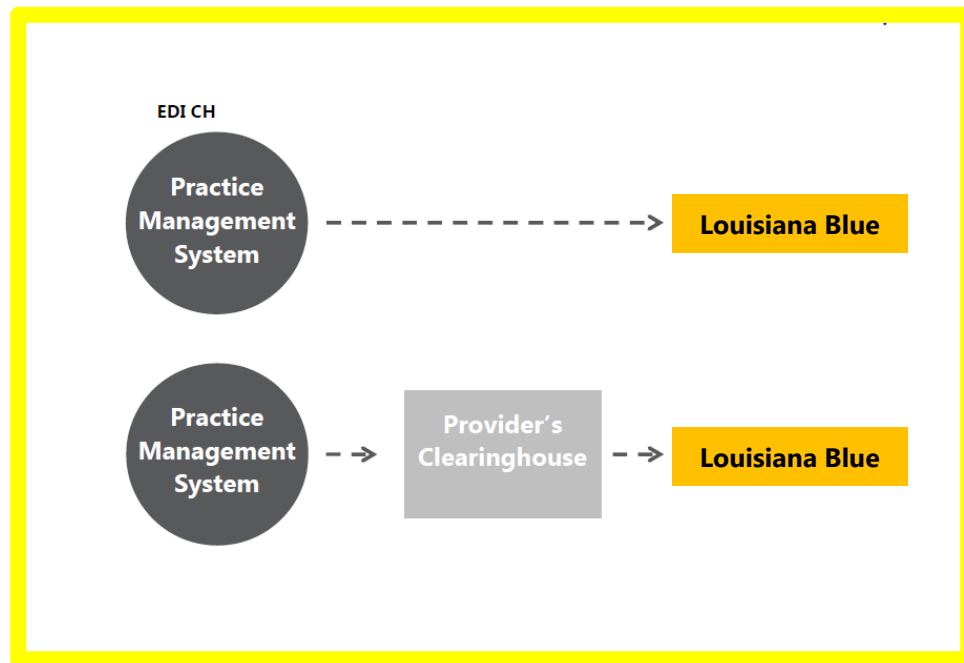 EDI CH
Practice
Management
System
Louisiana Blue
Practice
Management
System
Provider’s
Clearinghouse
Louisiana Blue